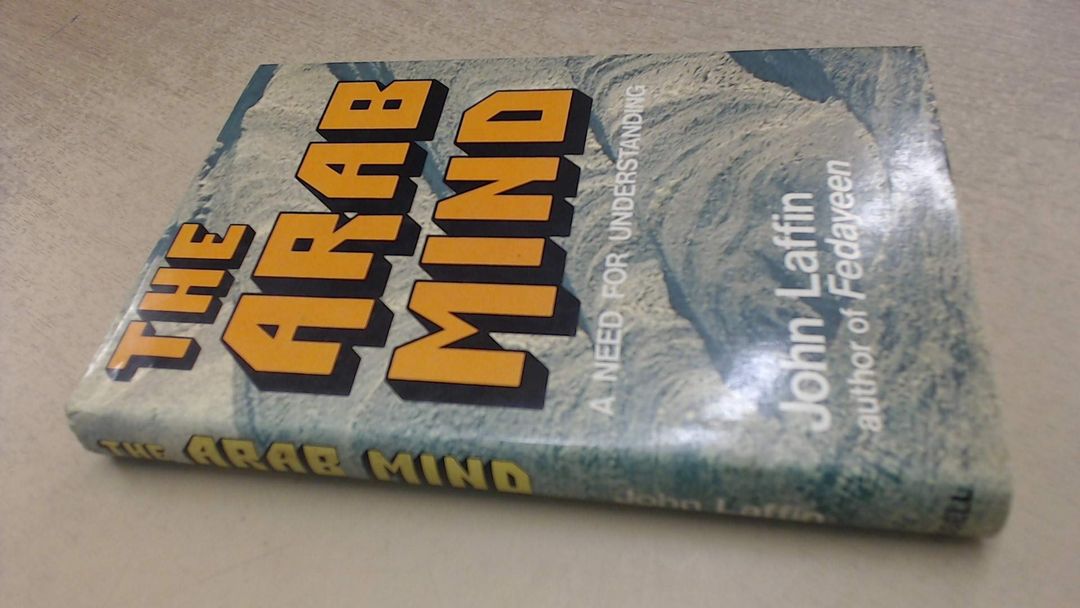 THE
ARAB
MIND
A NEED FOR UNDERSTANDING
John Laffin
author of Fedayeen
THE ARAB MIND
John Laffin